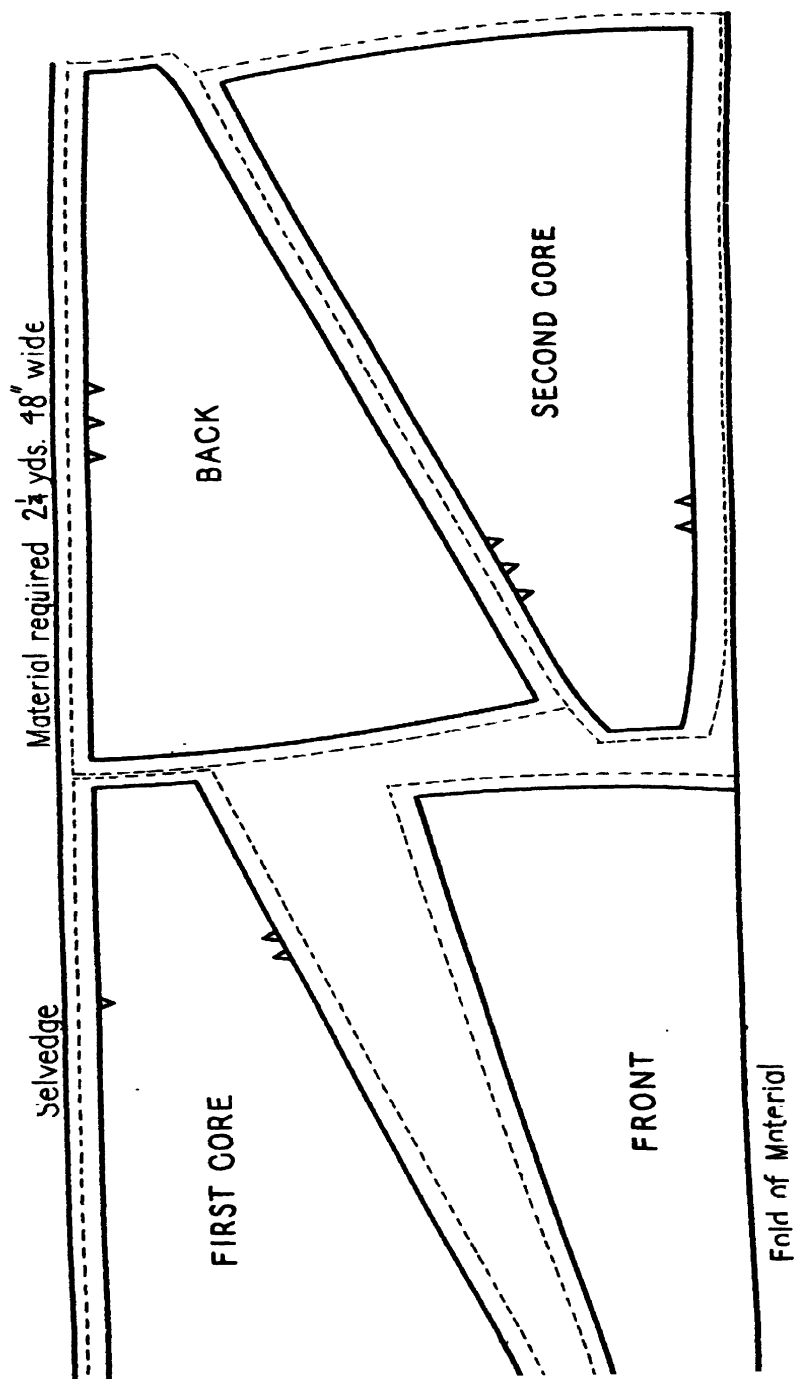 Material required 2¼ yds. 48" wide
Selvedge
BACK
SECOND GORE
FIRST GORE
FRONT
Fold of Material